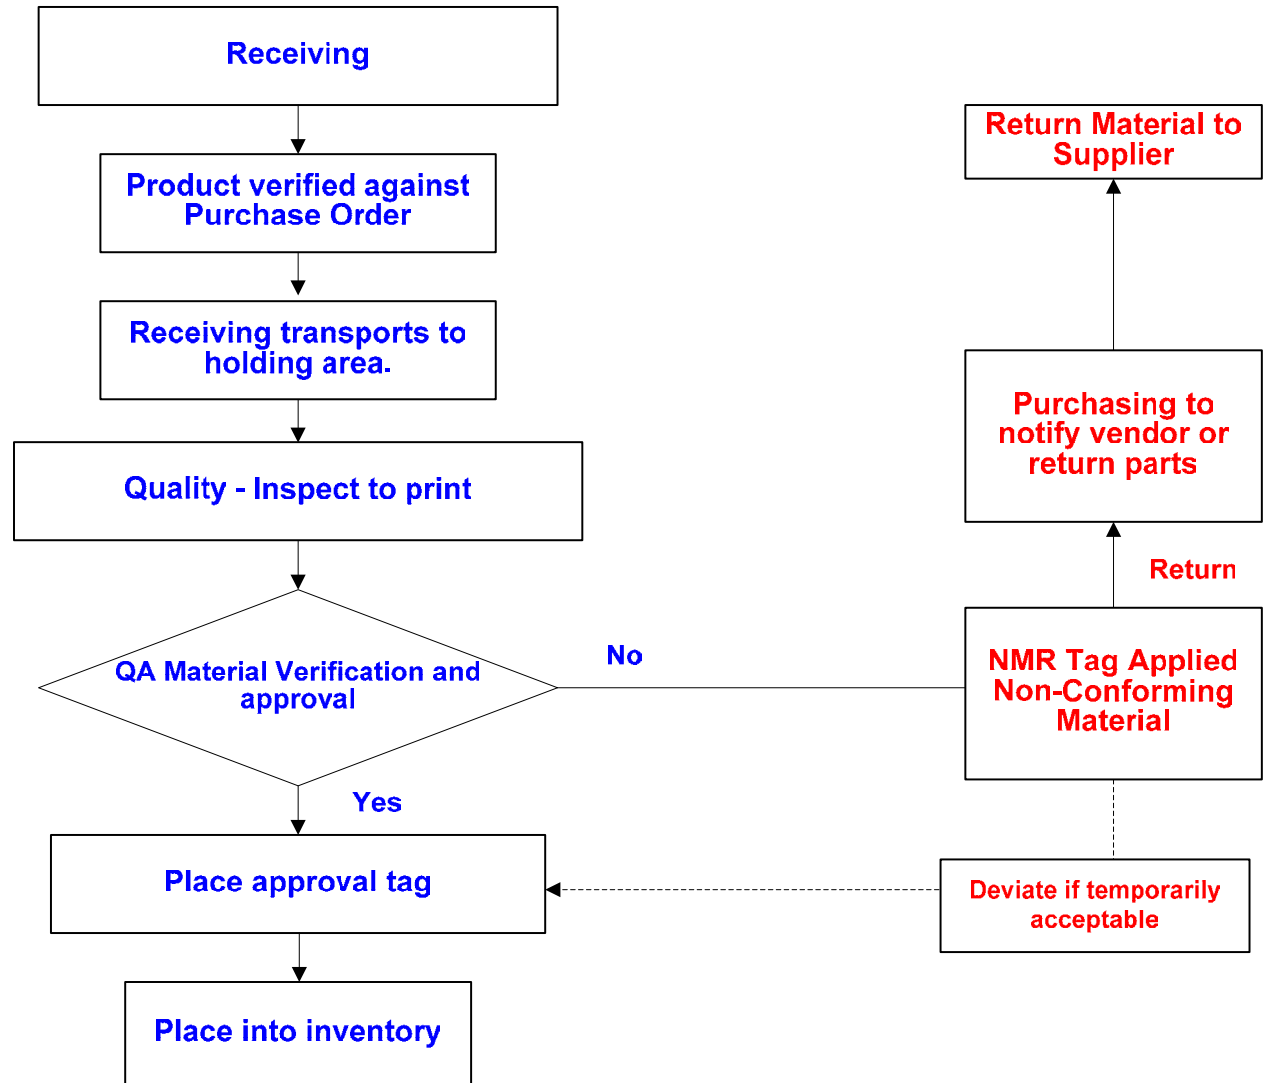 Receiving
Product verified against
Purchase Order
Receiving transports to
holding area.
Quality - Inspect to print
QA Material Verification and
approval
No
Yes
Place approval tag
Place into inventory
Return Material to
Supplier
Purchasing to
notify vendor or
return parts
Return
NMR Tag Applied
Non-Conforming
Material
Deviate if temporarily
acceptable